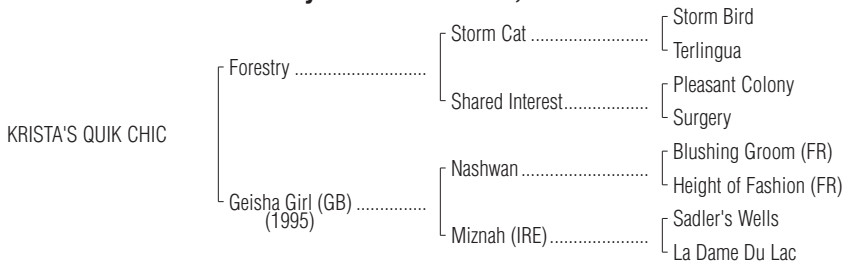 Storm Bird
Storm Cat ........................
Terlingua
Forestry ...........................
Pleasant Colony
Shared Interest.................
Surgery
KRISTA'S QUIK CHIC
Blushing Groom (FR)
Nashwan .........................
Height of Fashion (FR)
Geisha Girl (GB) ..............
(1995)
Sadler's Wells
Miznah (IRE)....................
La Dame Du Lac